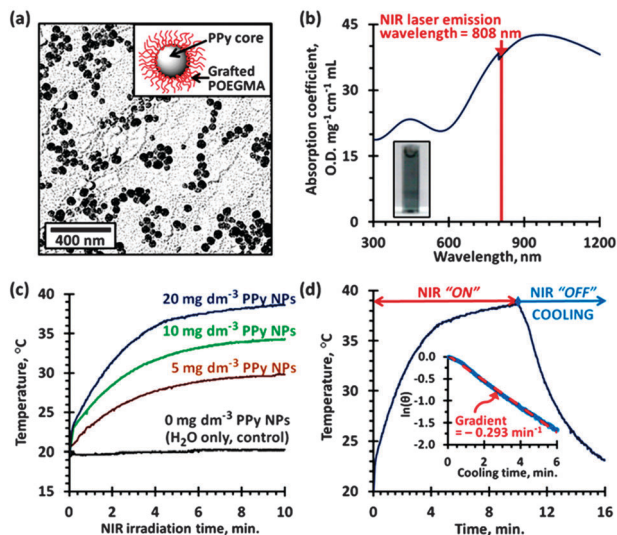 (a)
PPy core
Grafted
POEGMA
400 nm
(b)
NIR laser emission
wavelength = 808 nm
Absorption coefficient,
O.D. mg⁻¹ cm⁻¹ mL
60
45
30
15
0
300 600 900 1200
Wavelength, nm
(c)
20 mg dm⁻³ PPy NPs
10 mg dm⁻³ PPy NPs
5 mg dm⁻³ PPy NPs
0 mg dm⁻³ PPy NPs
(H₂O only, control)
Temperature, °C
40
35
30
25
20
15
0 2 4 6 8 10
NIR irradiation time, min.
(d)
NIR "ON"
NIR "OFF"
COOLING
Temperature, °C
40
35
30
25
20
0 4 8 12 16
Time, min.
ln(θ)
0.0
-0.5
-1.0
-1.5
-2.0
Gradient
= – 0.293 min⁻¹
0 2 4 6
Cooling time, min.